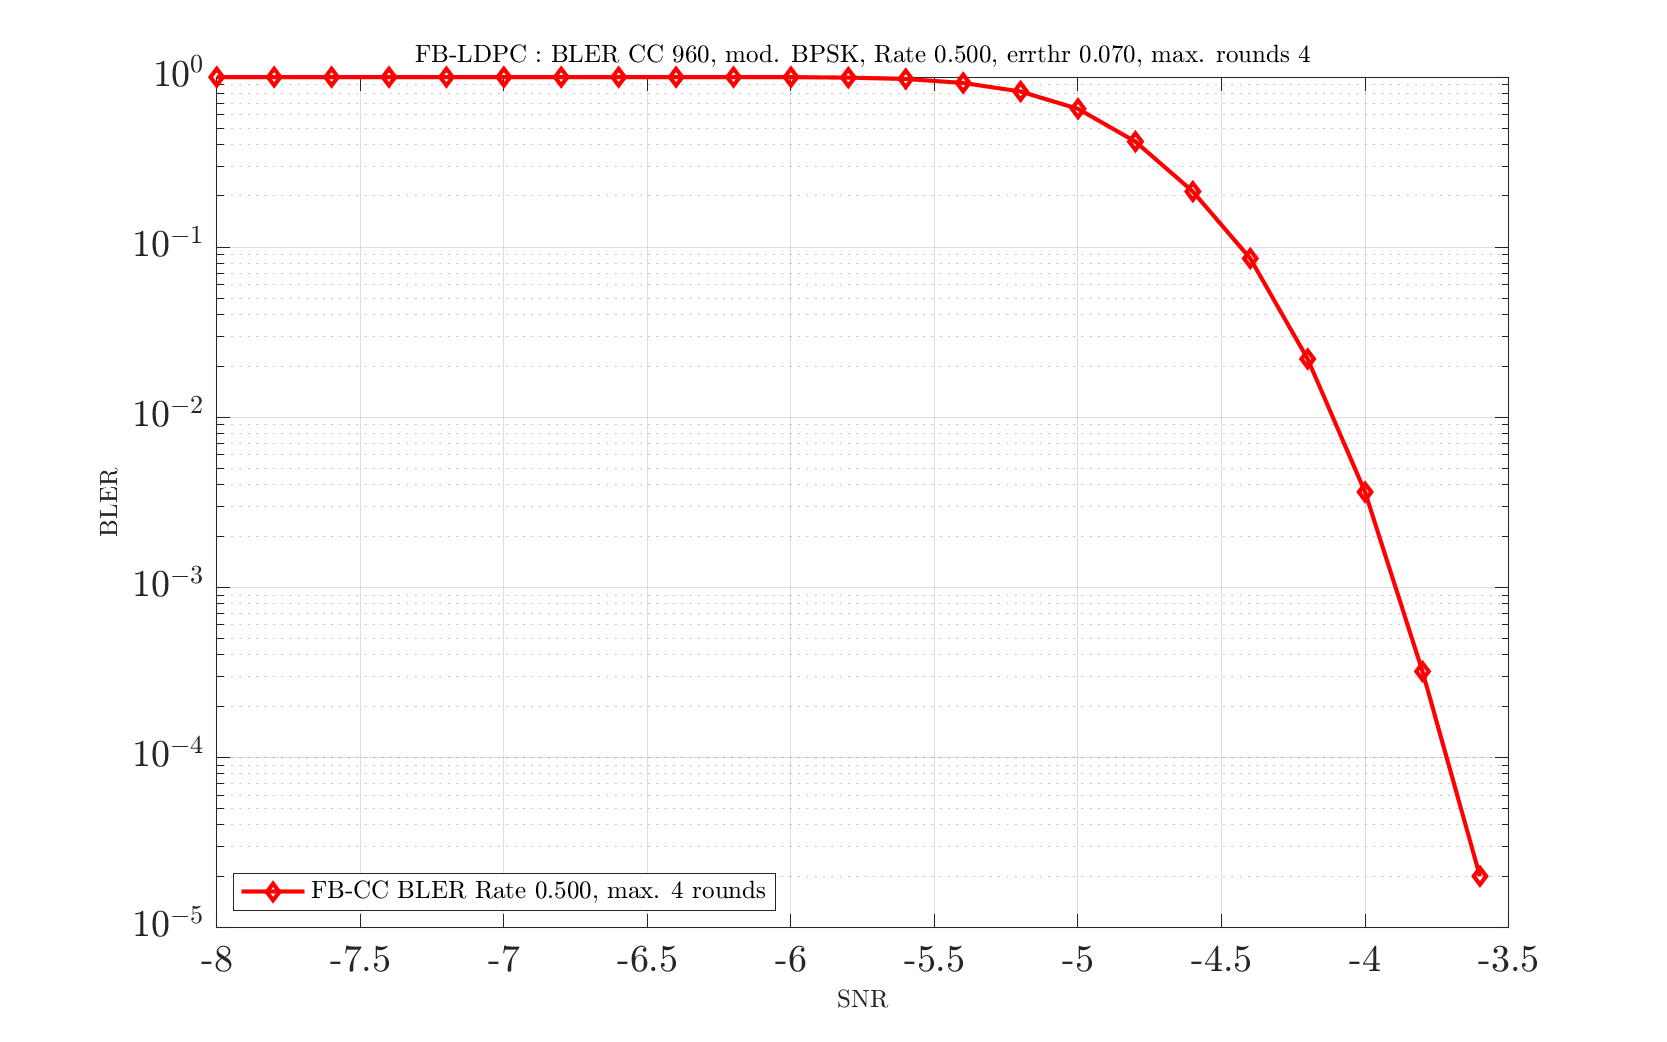 FB-LDPC : BLER CC 960, mod. BPSK, Rate 0.500, errthr 0.070, max. rounds 4
10^0
10^-1
10^-2
10^-3
10^-4
10^-5
BLER
FB-CC BLER Rate 0.500, max. 4 rounds
-8 -7.5 -7 -6.5 -6 -5.5 -5 -4.5 -4 -3.5
SNR